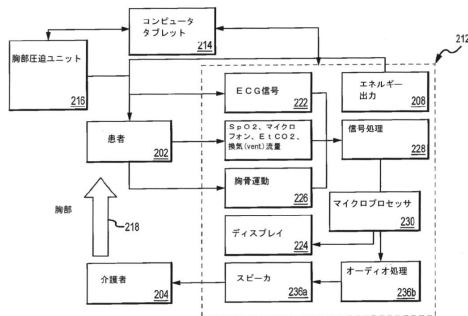 コンピュータ
タブレット
214
212
胸部圧迫ユニット
216
ECG信号
222
エネルギー
出力
208
患者
202
SpO2、マイクロ
フォン、EtCO2、
換気(vent)流量
信号処理
228
胸骨運動
226
胸部
218
マイクロプロセッサ
230
ディスプレイ
224
介護者
204
スピーカ
236a
オーディオ処理
236b